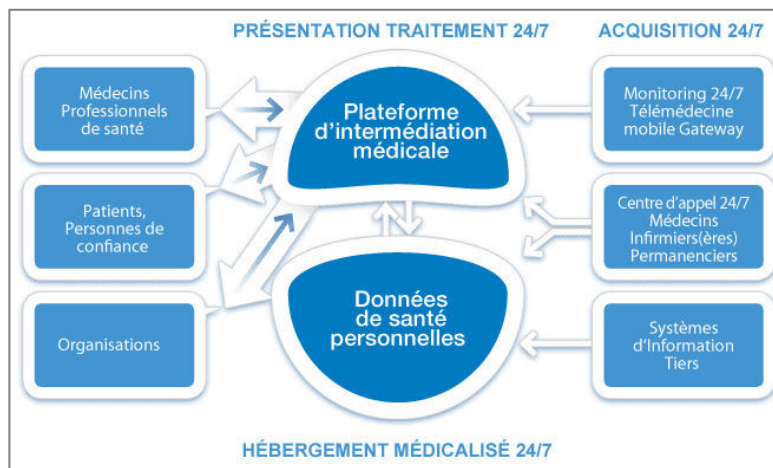 PRÉSENTATION TRAITEMENT 24/7
ACQUISITION 24/7
Médecins
Professionnels
de santé
Plateforme
d'intermédiation
médicale
Monitoring 24/7
Télémédecine
mobile Gateway
Patients,
Personnes de
confiance
Centre d'appel 24/7
Médecins
Infirmiers(ères)
Permanenciers
Organisations
Données
de santé
personnelles
Systèmes
d'Information
Tiers
HÉBERGEMENT MÉDICALISÉ 24/7